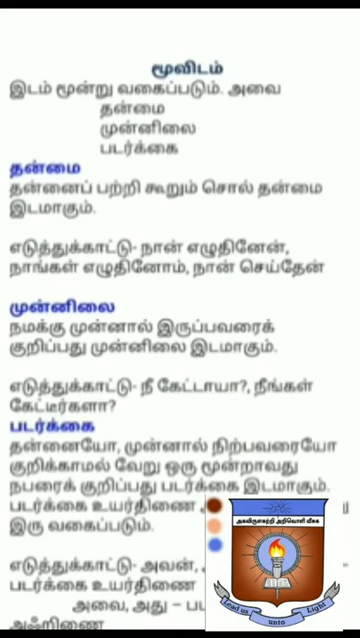 மூவிடம்
இடம் மூன்று வகைப்படும். அவை
தன்மை
முன்னிலை
படர்க்கை
தன்மை
தன்னைப் பற்றி கூறும் சொல் தன்மை
இடமாகும்.
எடுத்துக்காட்டு- நான் எழுதினேன்,
நாங்கள் எழுதினோம், நான் செய்தேன்
முன்னிலை
நமக்கு முன்னால் இருப்பவரைக்
குறிப்பது முன்னிலை இடமாகும்.
எடுத்துக்காட்டு- நீ கேட்டாயா?, நீங்கள்
கேட்டீர்களா?
படர்க்கை
தன்னையோ, முன்னால் நிற்பவரையோ
குறிக்காமல் வேறு ஒரு மூன்றாவது
நபரைக் குறிப்பது படர்க்கை இடமாகும்.
படர்க்கை உயர்திணை
இரு வகைப்படும்.
எடுத்துக்காட்டு- அவன்,
படர்க்கை உயர்திணை
அவை, அது –
அஃறிணை
Lead us unto Light